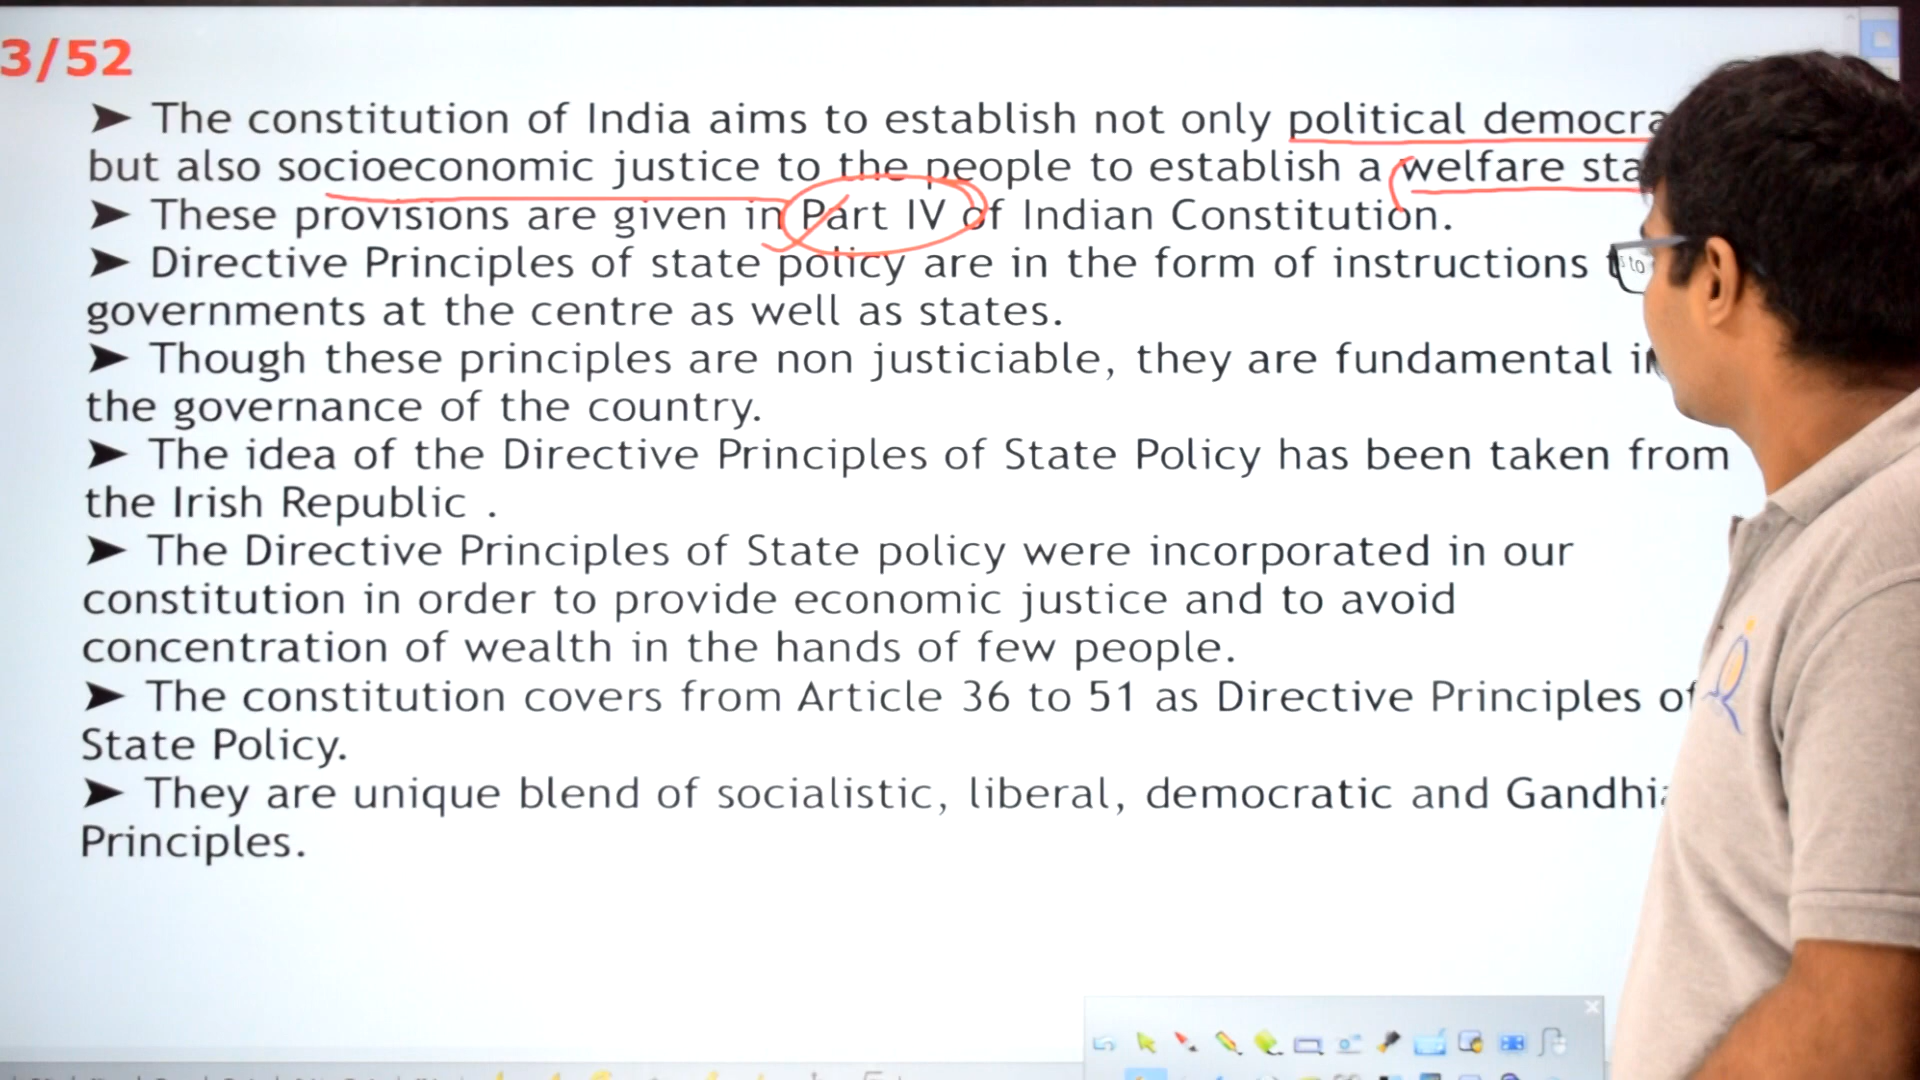 3/52
➤ The constitution of India aims to establish not only political
but also socioeconomic justice to the people to establish a welfare
➤ These provisions are given in Part IV of Indian Constitution.
➤ Directive Principles of state policy are in the form of instructions
governments at the centre as well as states.
➤ Though these principles are non justiciable, they are fundamental
the governance of the country.
➤ The idea of the Directive Principles of State Policy has been taken from
the Irish Republic .
➤ The Directive Principles of State policy were incorporated in our
constitution in order to provide economic justice and to avoid
concentration of wealth in the hands of few people.
➤ The constitution covers from Article 36 to 51 as Directive Principles of
State Policy.
➤ They are unique blend of socialistic, liberal, democratic and
Principles.